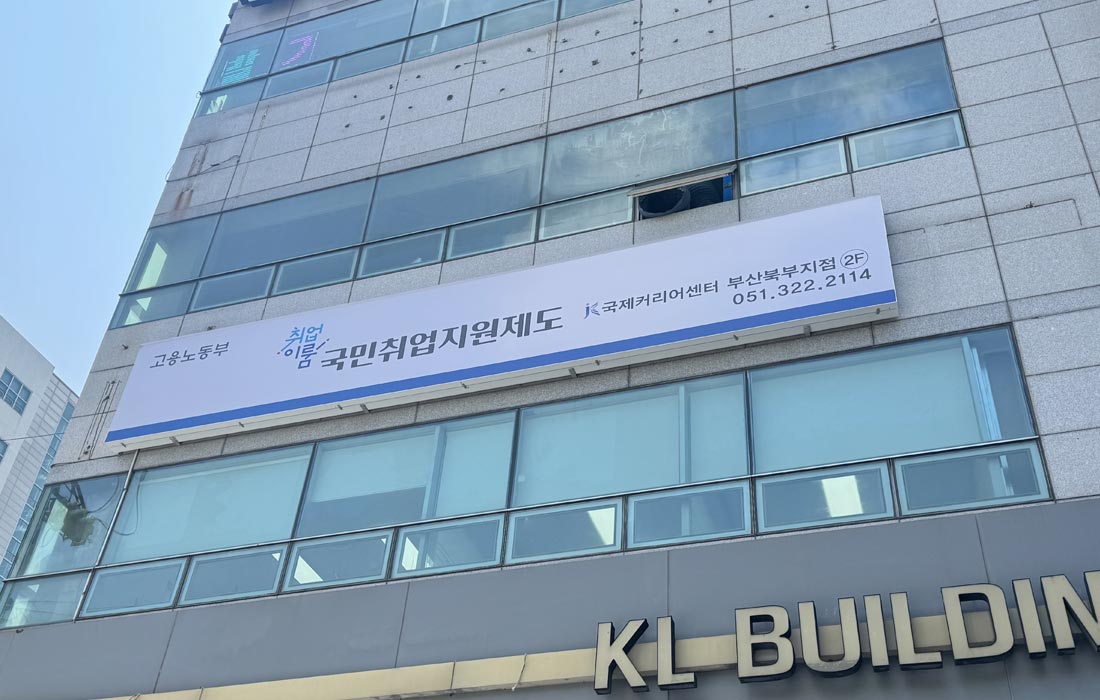 고용노동부
취업
이룸
국민취업지원제도
국제커리어센터 부산북부지점 2F
051.322.2114
KL BUILDIN